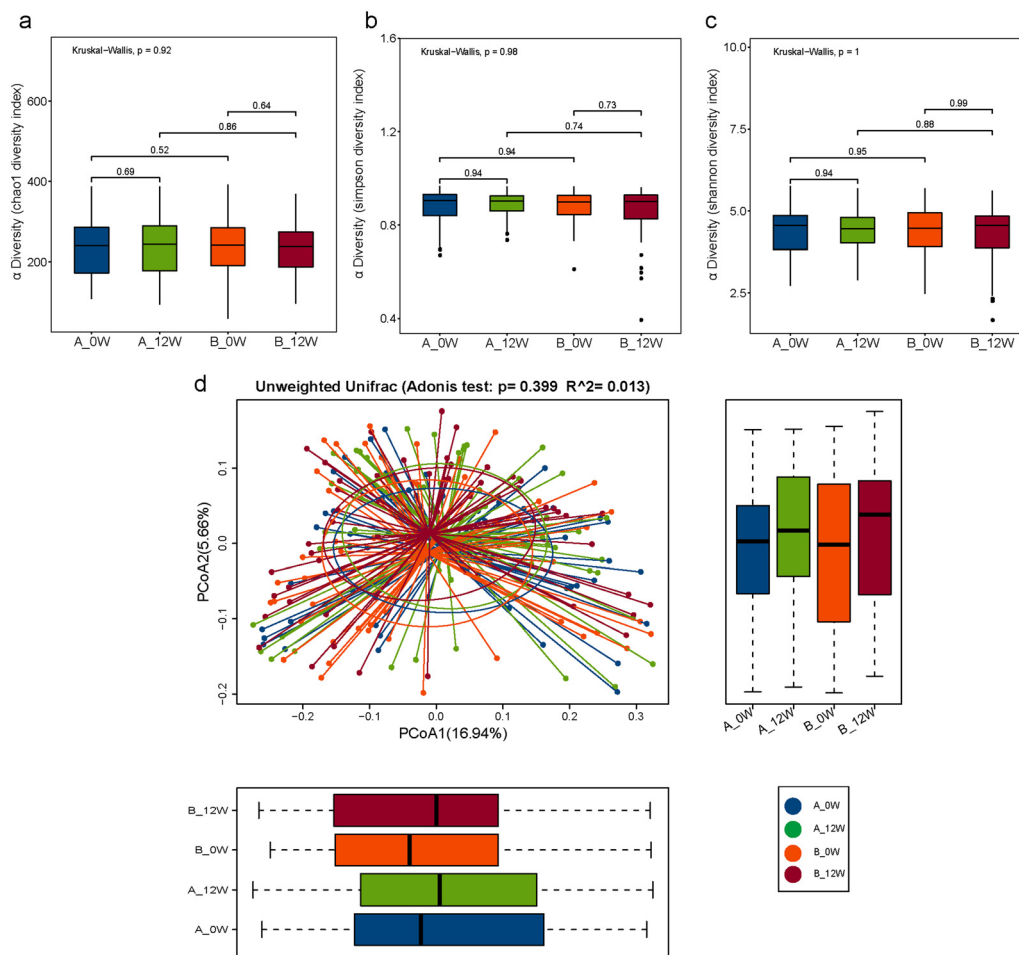 a
Kruskal−Wallis, p = 0.92
α Diversity (chao1 diversity index)
600
400
200
0.64
0.86
0.52
0.69
A_0W
A_12W
B_0W
B_12W
b
Kruskal−Wallis, p = 0.98
α Diversity (simpson diversity index)
1.6
1.2
0.8
0.4
0.73
0.74
0.94
0.94
A_0W
A_12W
B_0W
B_12W
c
Kruskal−Wallis, p = 1
α Diversity (shannon diversity index)
10.0
7.5
5.0
2.5
0.99
0.88
0.95
0.94
A_0W
A_12W
B_0W
B_12W
d
Unweighted Unifrac (Adonis test: p= 0.399 R^2= 0.013)
PCoA2(5.66%)
0.1
0.0
−0.1
−0.2
−0.2
−0.1
0.0
0.1
0.2
0.3
PCoA1(16.94%)
A_0W
A_12W
B_0W
B_12W
B_12W
B_0W
A_12W
A_0W
A_0W
A_12W
B_0W
B_12W